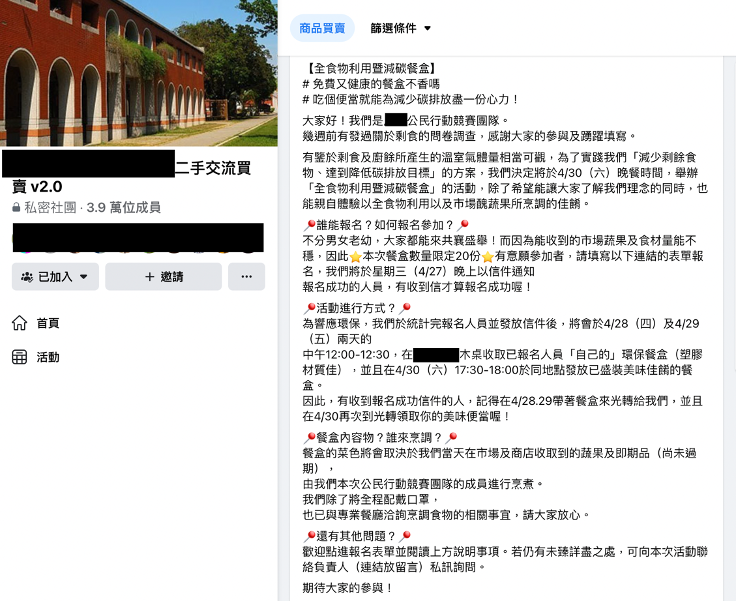 二手交流買
賣 v2.0
私密社團 · 3.9 萬位成員
已加入
+ 邀請
...
首頁
活動
商品買賣
篩選條件
【全食物利用暨減碳餐盒】
# 免費又健康的餐盒不香嗎
# 吃個便當就能為減少碳排放盡一份心力！
大家好！我們是 公民行動競賽團隊。
幾週前有發過關於剩食的問卷調查，感謝大家的參與及踴躍填寫。
有鑒於剩食及廚餘所產生的溫室氣體量相當可觀，為了實踐我們「減少剩餘食
物、達到降低碳排放目標」的方案，我們決定將於4/30（六）晚餐時間，舉辦
「全食物利用暨減碳餐盒」的活動，除了希望能讓大家了解我們理念的同時，也
能親自體驗以全食物利用以及市場醜蔬果所烹調的佳餚。
📍誰能報名？如何報名參加？📍
不分男女老幼，大家都能來共襄盛舉！而因為能收到的市場蔬果及食材量能不
穩，因此⭐本次餐盒數量限定20份⭐有意願參加者，請填寫以下連結的表單報
名，我們將於星期三（4/27）晚上以信件通知
報名成功的人員，有收到信才算報名成功喔！
📍活動進行方式？📍
為響應環保，我們於統計完報名人員並發放信件後，將會於4/28（四）及4/29
（五）兩天的
中午12:00-12:30，在 木桌收取已報名人員「自己的」環保餐盒（塑膠
材質佳），並且在4/30（六）17:30-18:00於同地點發放已盛裝美味佳餚的餐
盒。
因此，有收到報名成功信件的人，記得在4/28.29帶著餐盒來光轉給我們，並且
在4/30再次到光轉領取你的美味便當喔！
📍餐盒內容物？誰來烹調？📍
餐盒的菜色將會取決於我們當天在市場及商店收取到的蔬果及即期品（尚未過
期），
由我們本次公民行動競賽團隊的成員進行烹煮。
我們除了將全程配戴口罩，
也已與專業餐廳洽詢烹調食物的相關事宜，請大家放心。
📍還有其他問題？📍
歡迎點進報名表單並閱讀上方說明事項。若仍有未臻詳盡之處，可向本次活動聯
絡負責人（連結放留言）私訊詢問。
期待大家的參與！